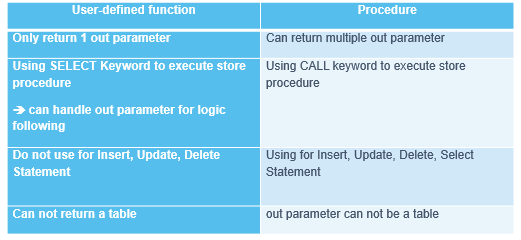 User-defined function
Procedure
Only return 1 out parameter
Can return multiple out parameter
Using SELECT Keyword to execute store
procedure
➔ can handle out parameter for logic
following
Using CALL keyword to execute store
procedure
Do not use for Insert, Update, Delete
Statement
Using for Insert, Update, Delete, Select
Statement
Can not return a table
out parameter can not be a table